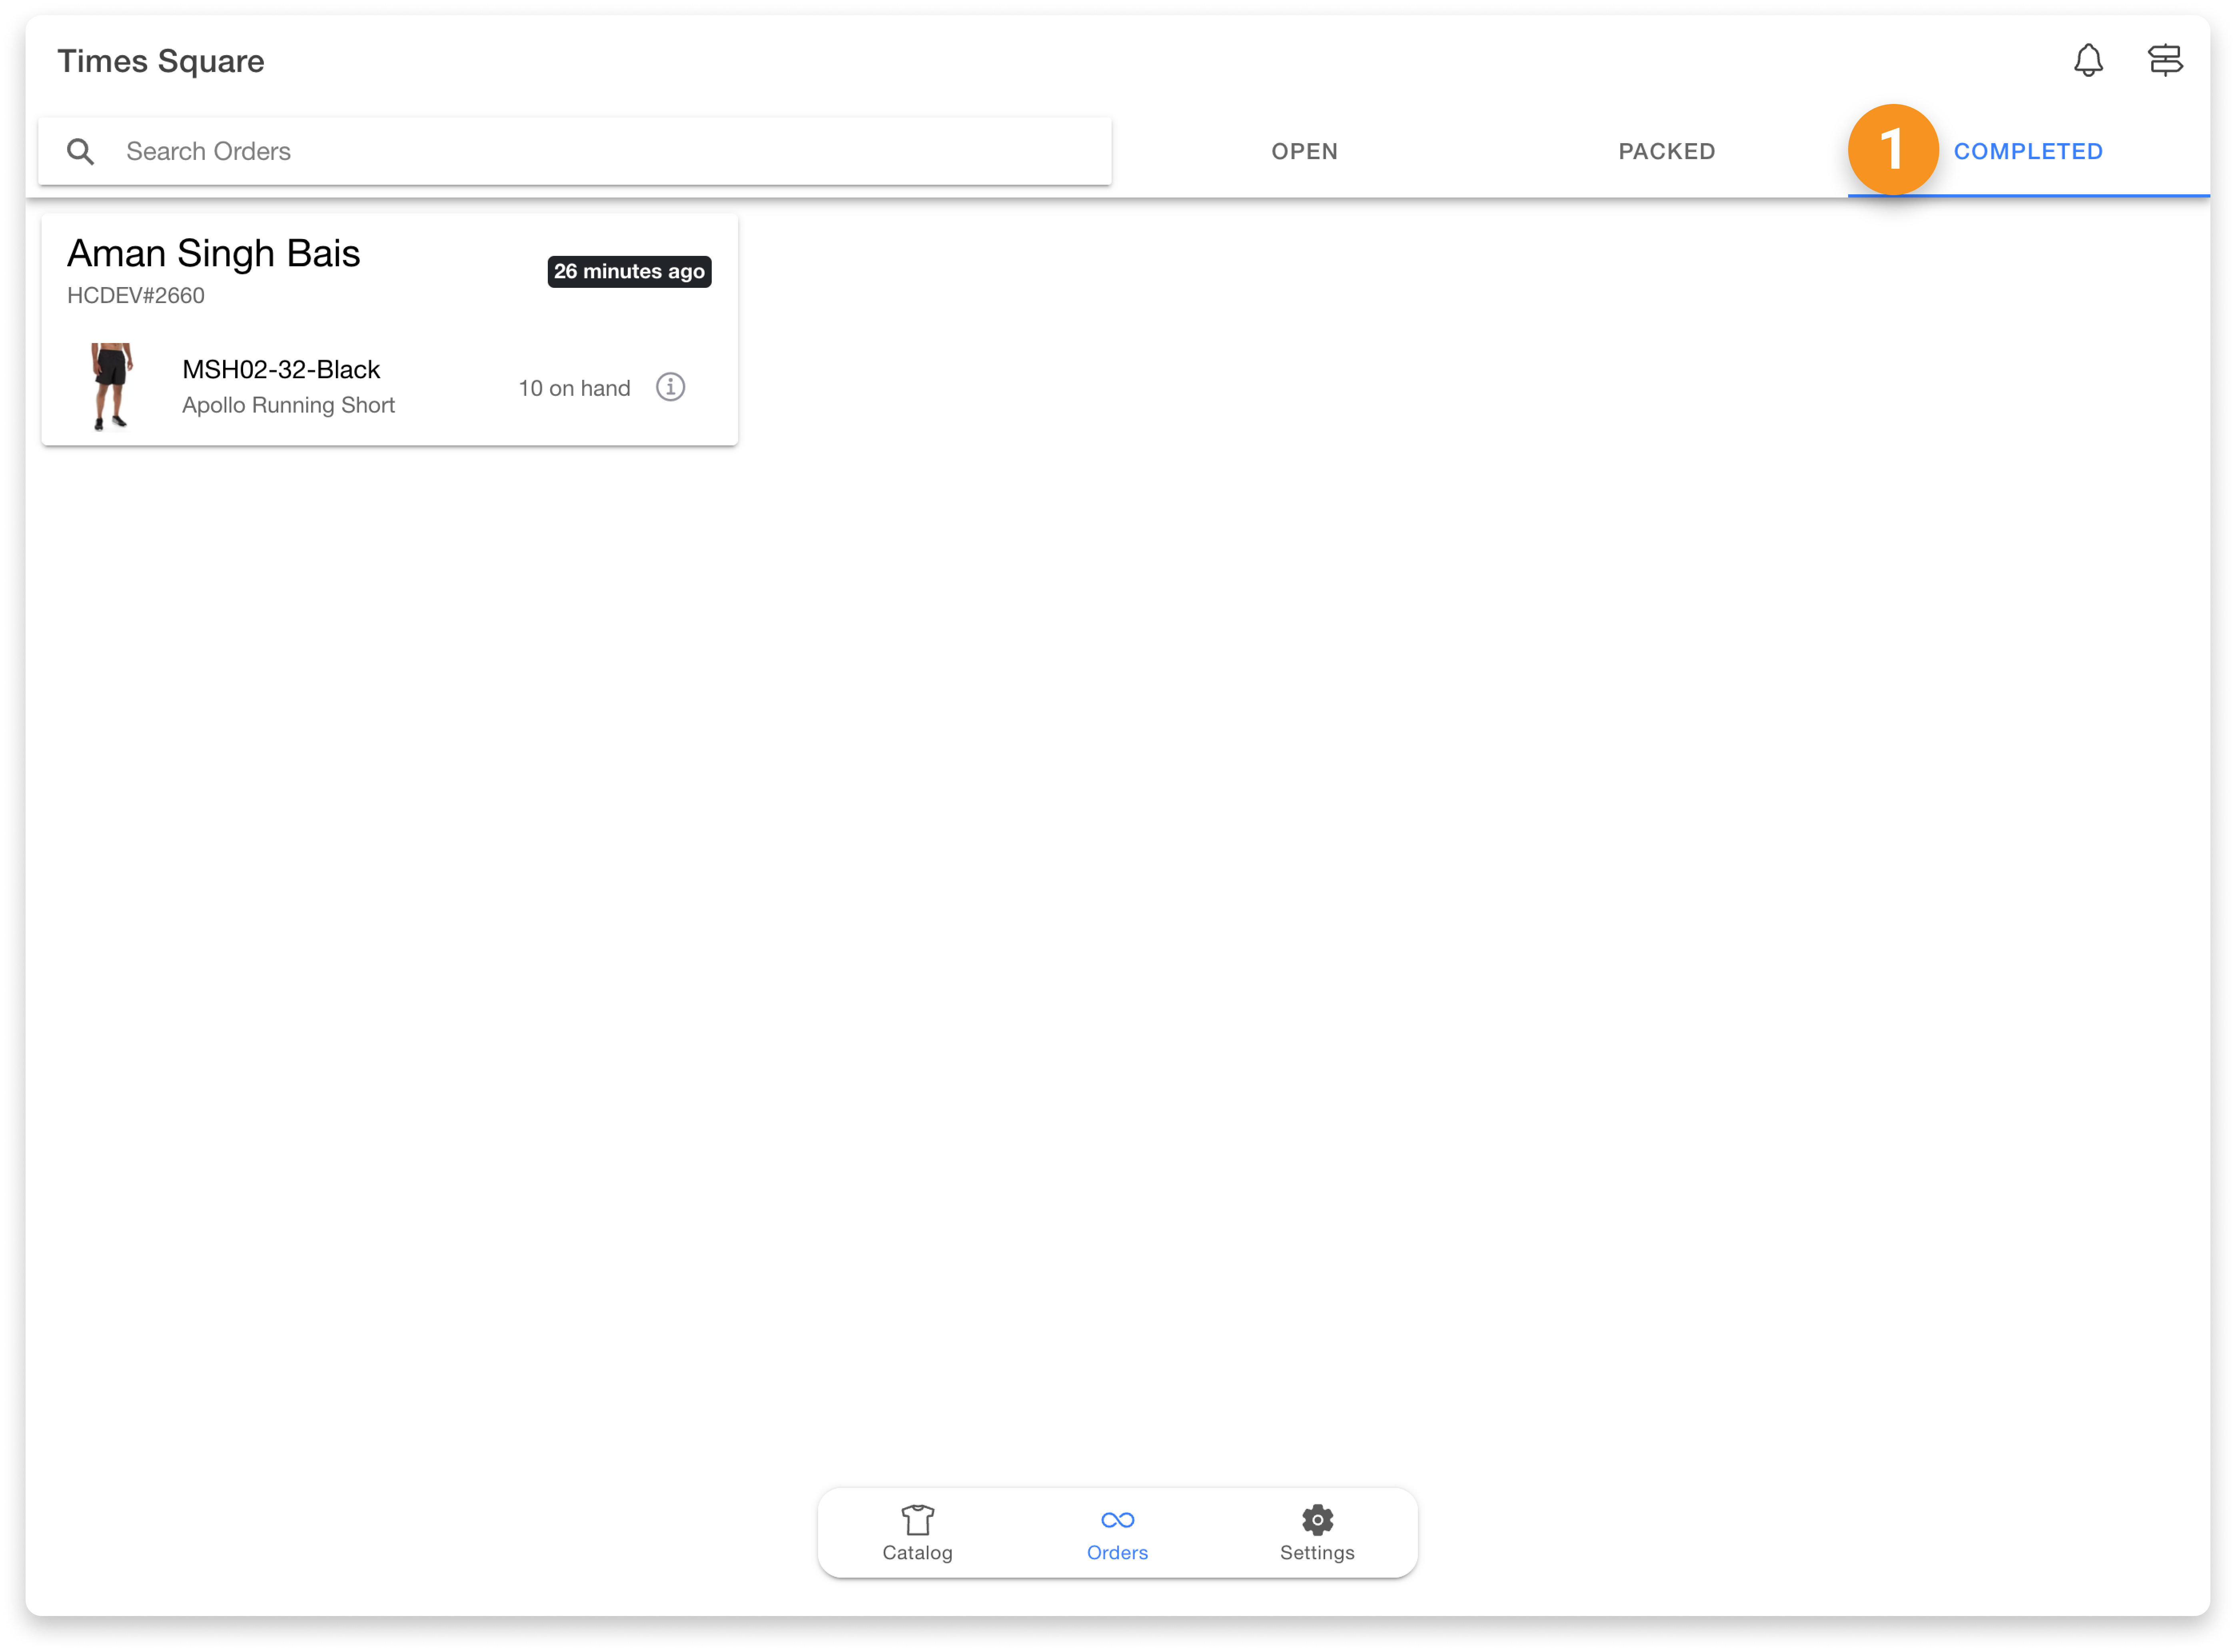 Times Square
Search Orders
OPEN
PACKED
1
COMPLETED
Aman Singh Bais
26 minutes ago
HCDEV#2660
MSH02-32-Black
10 on hand
Apollo Running Short
Catalog
Orders
Settings